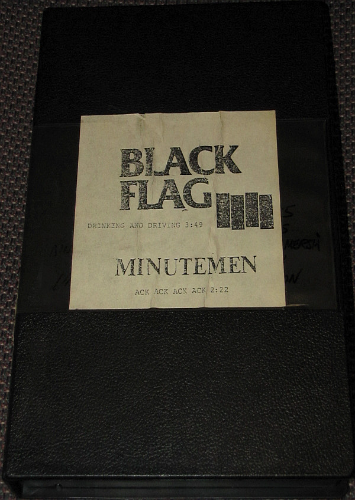 BLACK
FLAG
DRINKING AND DRIVING 3:49
MINUTEMEN
ACK ACK ACK ACK 2:22